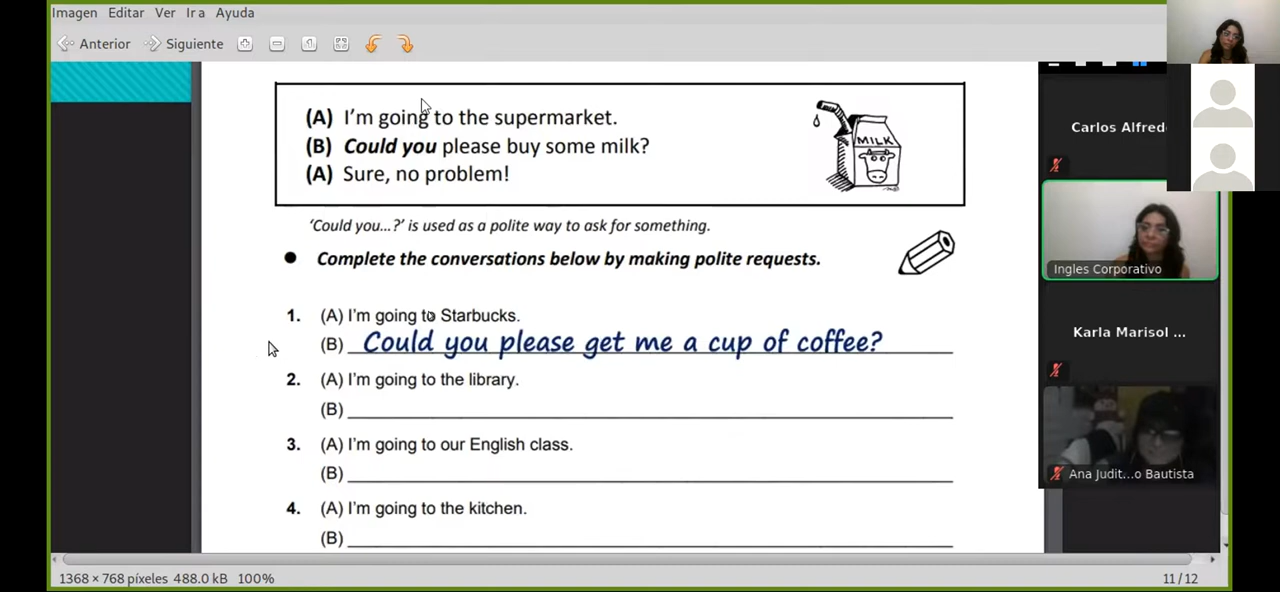 Imagen Editar Ver Ir a Ayuda
Anterior Siguiente
(A) I'm going to the supermarket.
(B) Could you please buy some milk?
(A) Sure, no problem!
MILK
'Could you...?' is used as a polite way to ask for something.
● Complete the conversations below by making polite requests.
1. (A) I'm going to Starbucks.
(B) Could you please get me a cup of coffee?
2. (A) I'm going to the library.
(B)
3. (A) I'm going to our English class.
(B)
4. (A) I'm going to the kitchen.
(B)
Carlos Alfred
Ingles Corporativo
Karla Marisol ...
Ana Judit...o Bautista
1368 × 768 píxeles 488.0 kB 100%
11 / 12